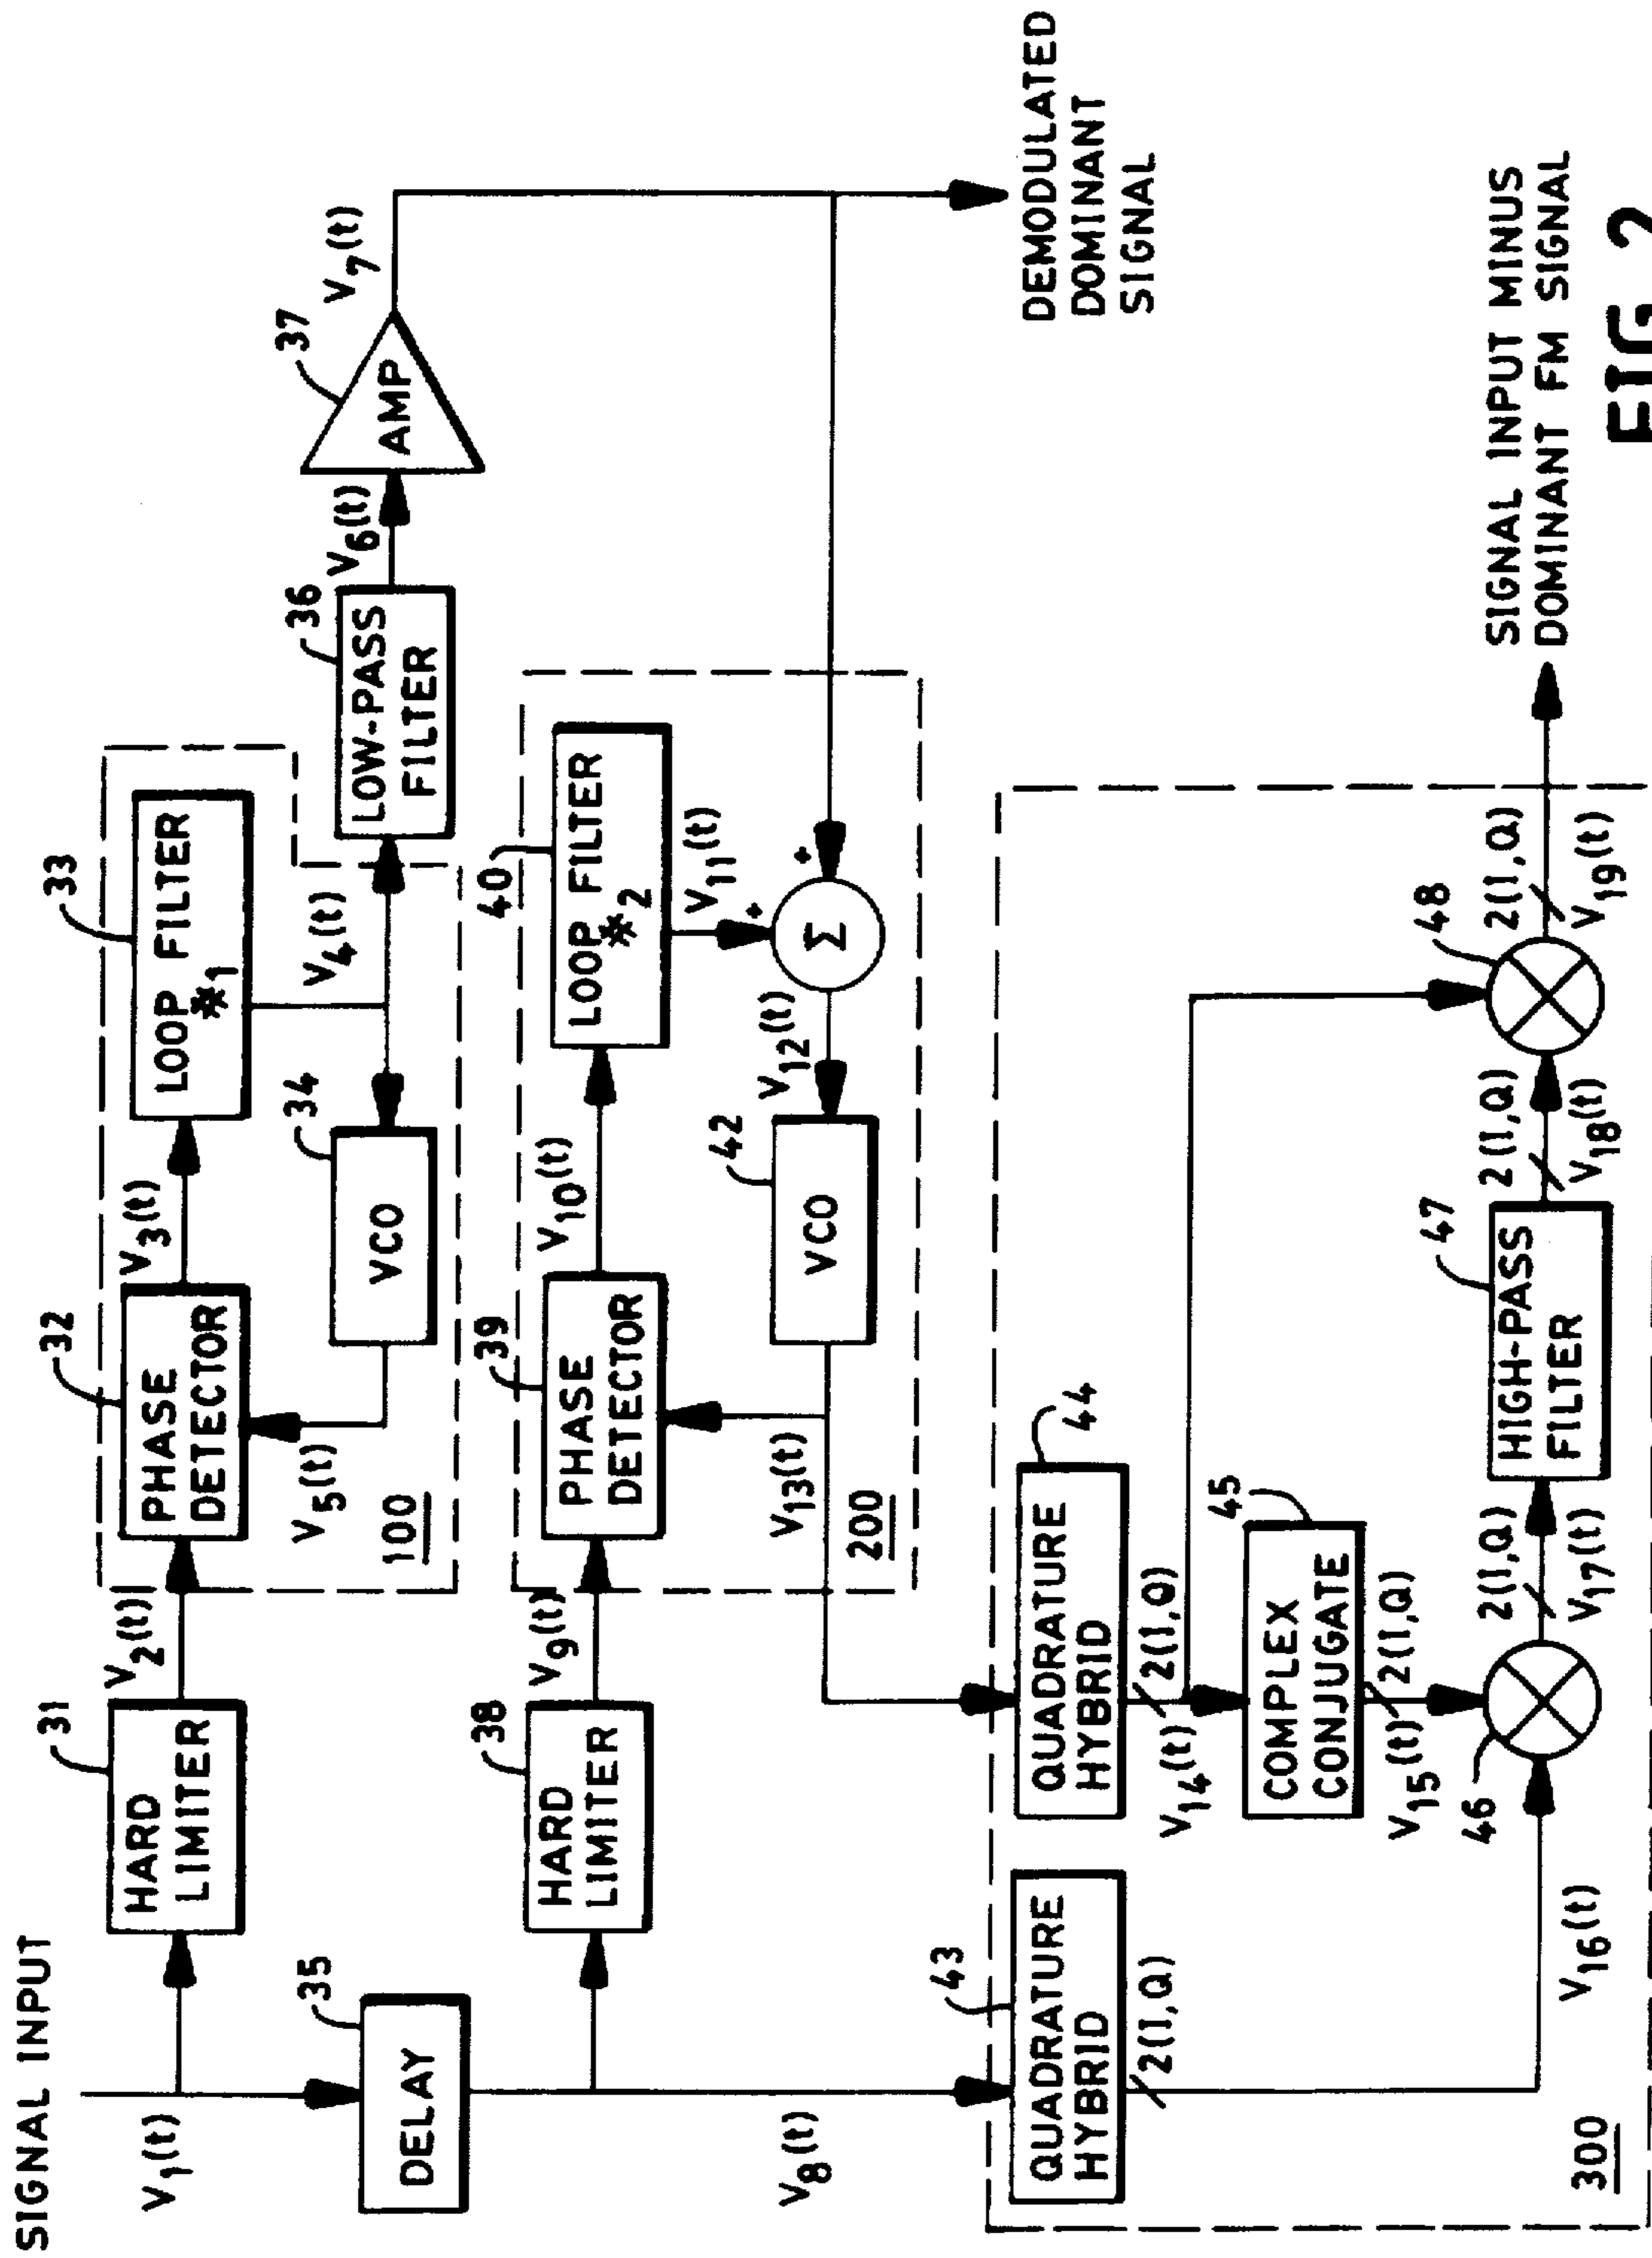 SIGNAL INPUT
V1(t)
31
HARD
LIMITER
V2(t)
32
PHASE
DETECTOR
V3(t)
33
LOOP FILTER
*1
V4(t)
34
VCO
V5(t)
100
36
LOW-PASS
FILTER
V6(t)
37
AMP
V7(t)
35
DELAY
V8(t)
38
HARD
LIMITER
V9(t)
39
PHASE
DETECTOR
V10(t)
40
LOOP FILTER
*2
V11(t)
+
+
Σ
V12(t)
42
VCO
V13(t)
200
DEMODULATED
DOMINANT
SIGNAL
43
QUADRATURE
HYBRID
2(I,Q)
V16(t)
44
QUADRATURE
HYBRID
2(I,Q)
V14(t)
45
COMPLEX
CONJUGATE
2(I,Q)
V15(t)
46
2(I,Q)
V17(t)
47
HIGH-PASS
FILTER
2(I,Q)
V18(t)
48
2(I,Q)
V19(t)
300
SIGNAL INPUT MINUS
DOMINANT FM SIGNAL
FIG 2